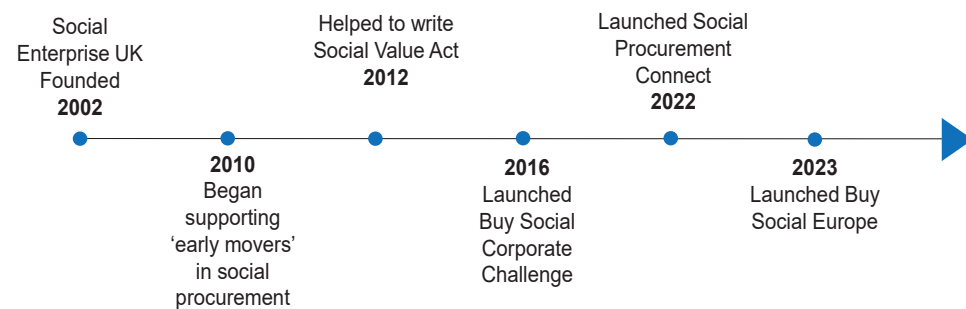 Social
Enterprise UK
Founded
2002
2010
Began
supporting
‘early movers’
in social
procurement
Helped to write
Social Value Act
2012
2016
Launched
Buy Social
Corporate
Challenge
Launched Social
Procurement
Connect
2022
2023
Launched Buy
Social Europe